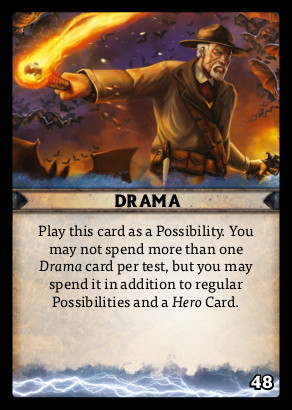 DRAMA
Play this card as a Possibility. You
may not spend more than one
Drama card per test, but you may
spend it in addition to regular
Possibilities and a Hero Card.
48